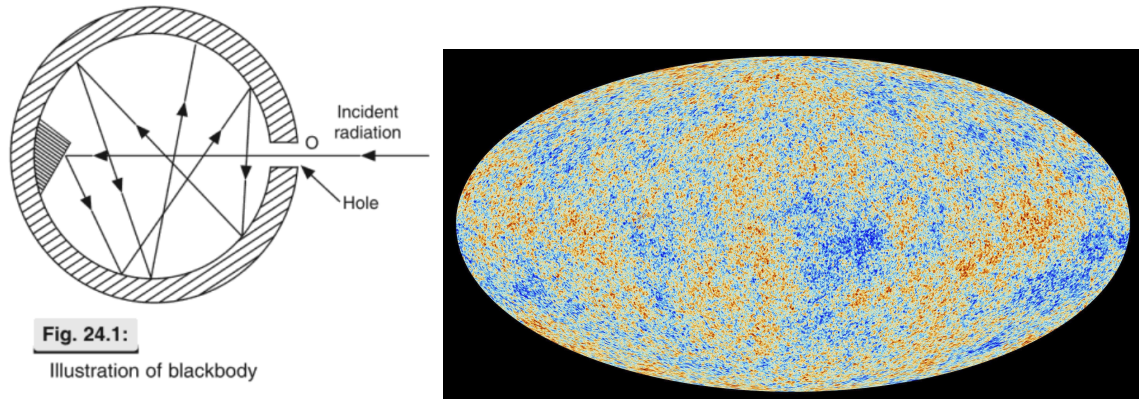 Incident
radiation
O
Hole
Fig. 24.1:
Illustration of blackbody